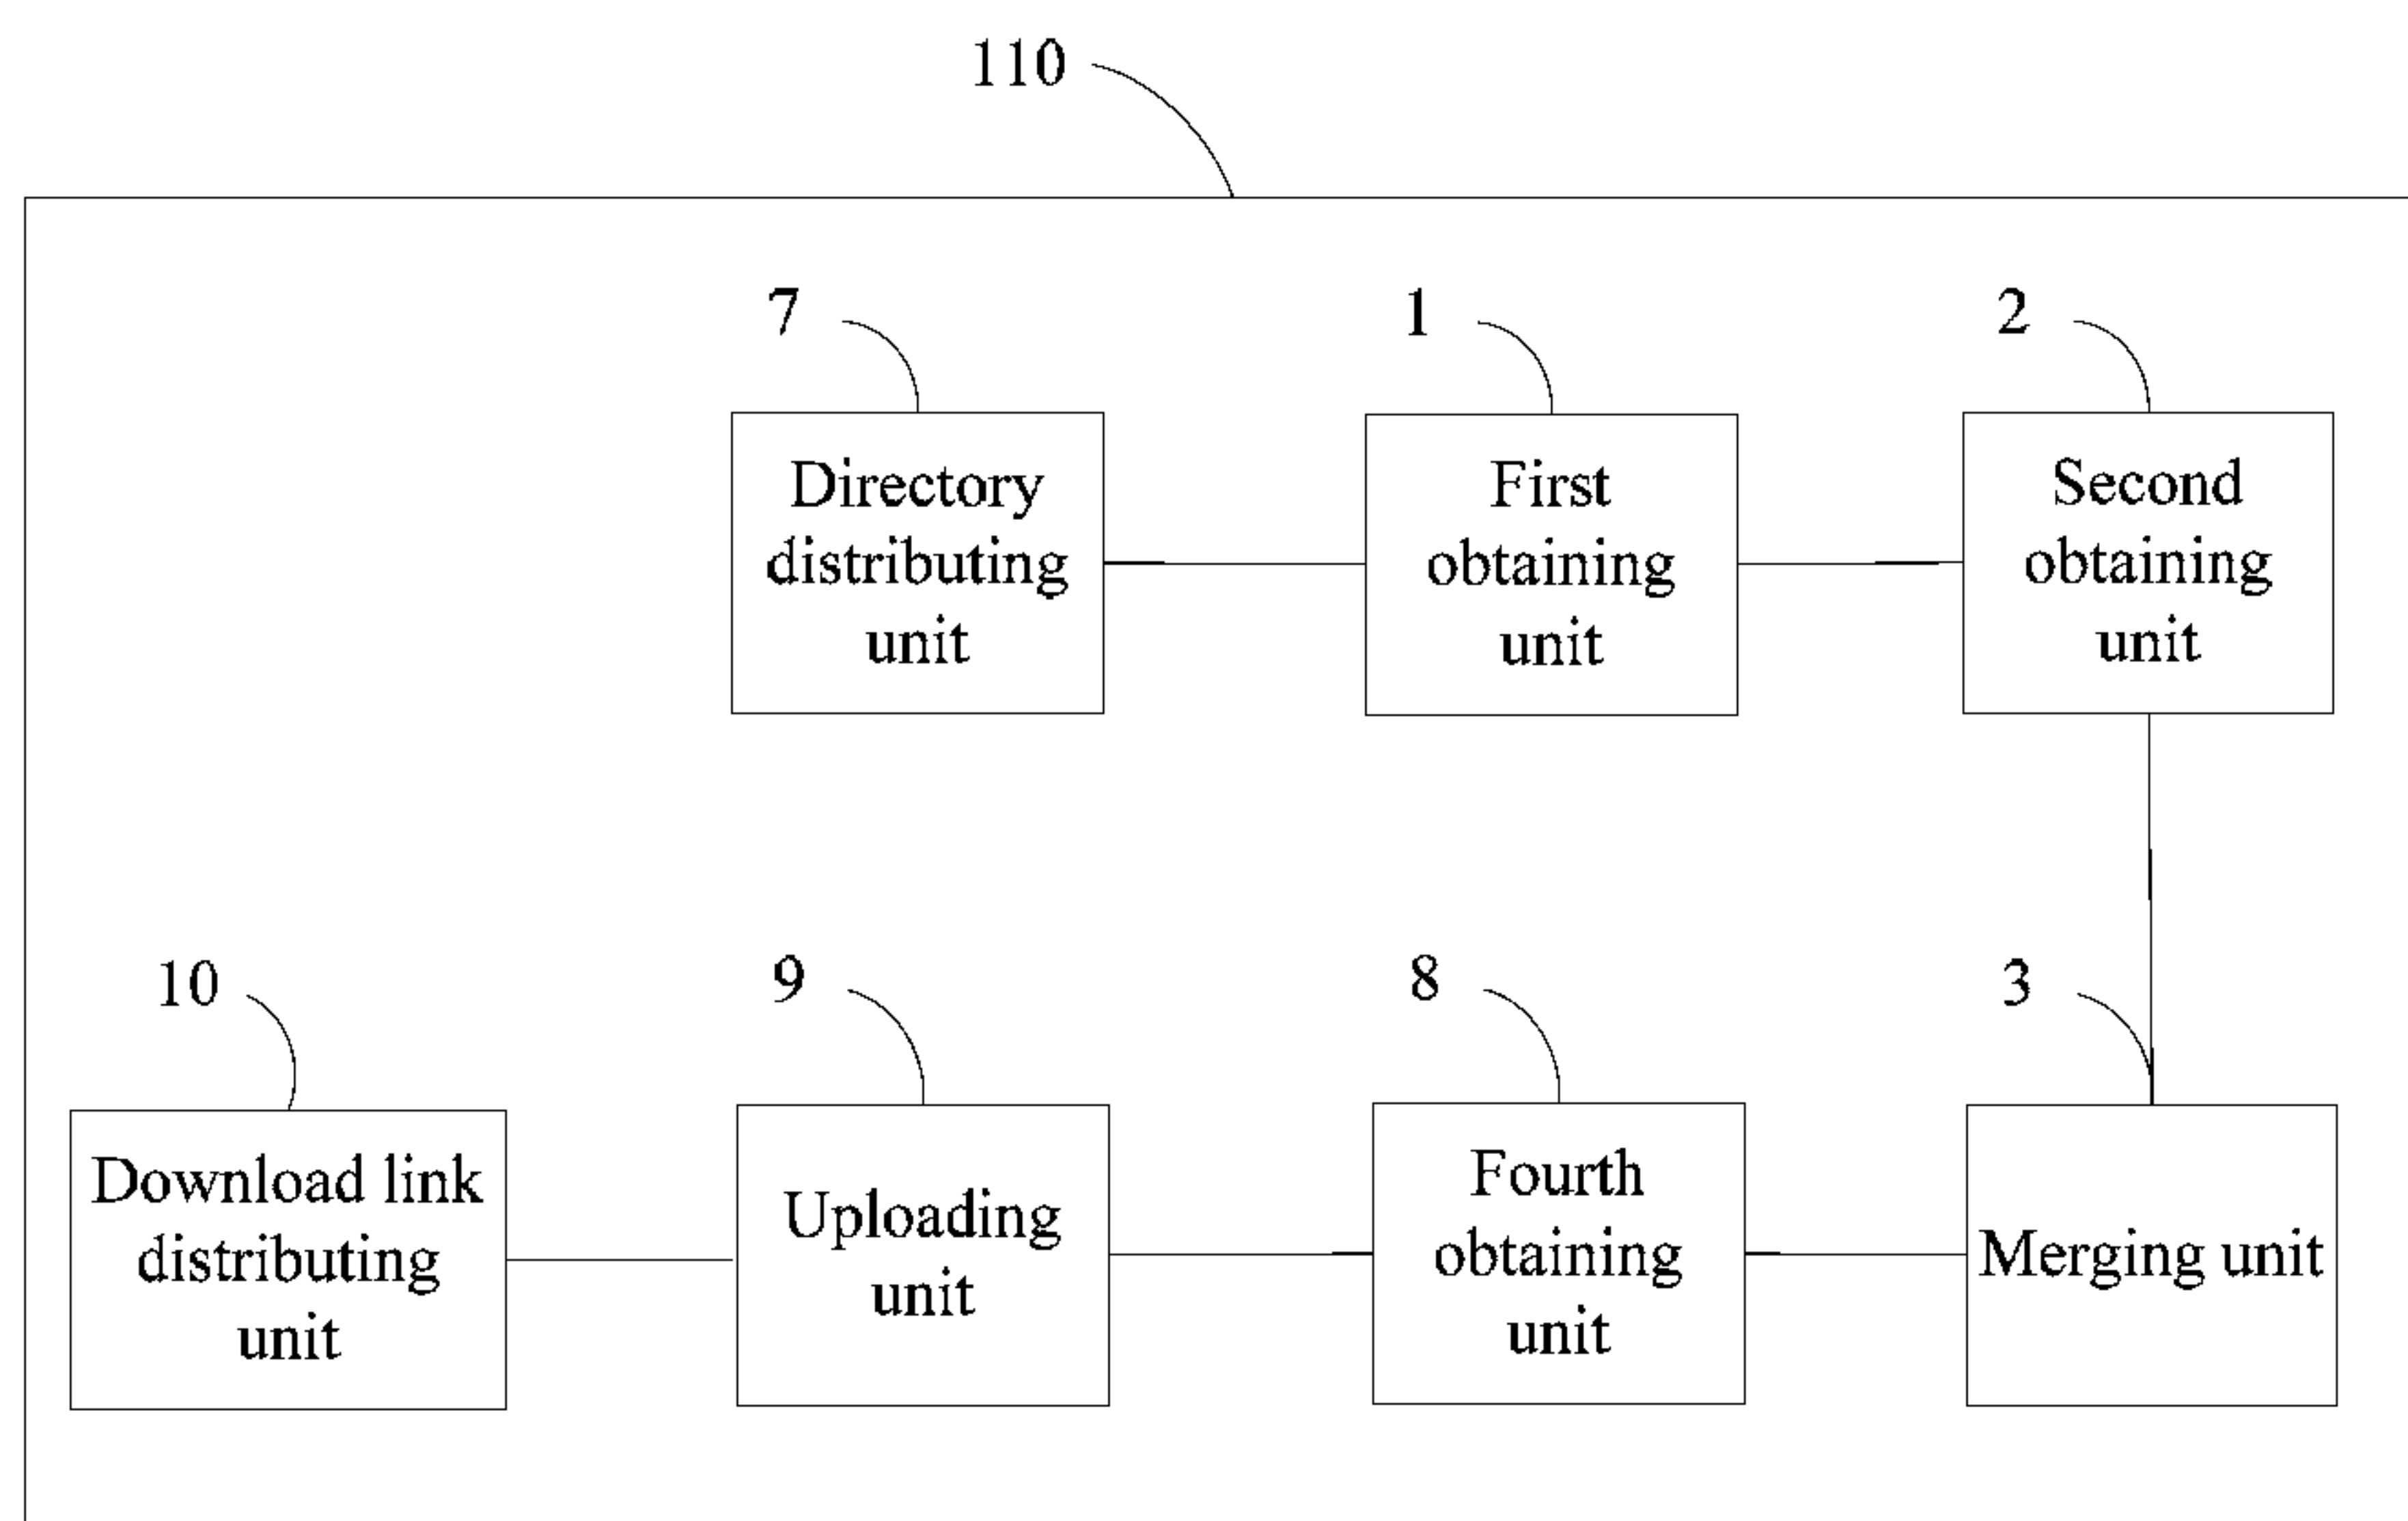 110
7
1
2
Directory
distributing
unit
First
obtaining
unit
Second
obtaining
unit
10
9
8
3
Download link
distributing
unit
Uploading
unit
Fourth
obtaining
unit
Merging unit